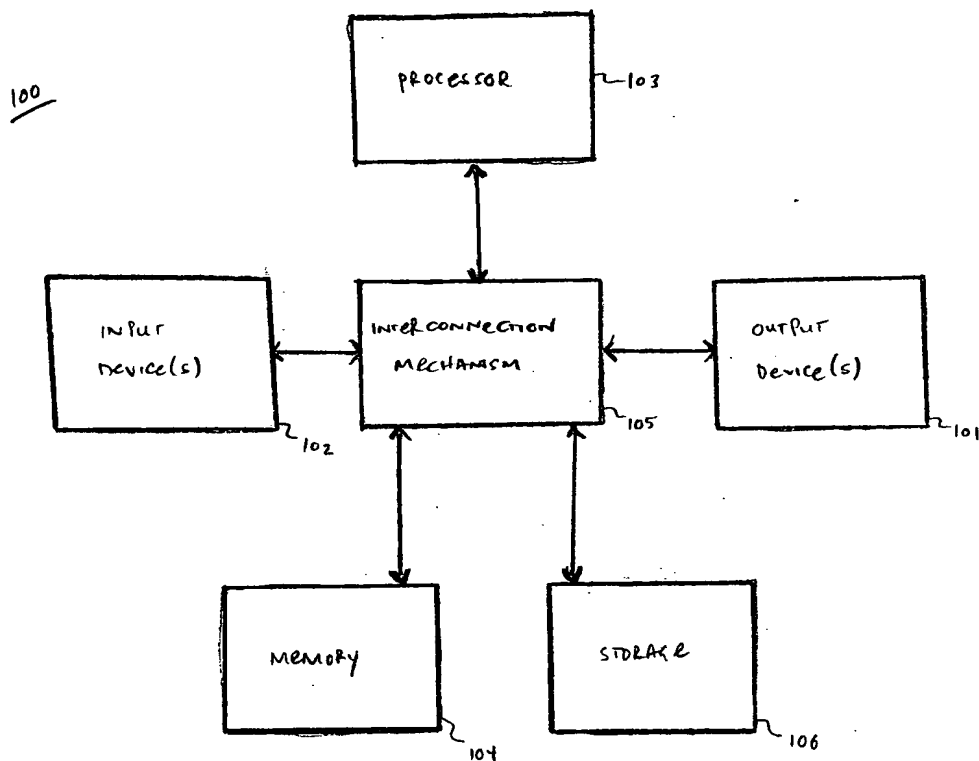 100
PROCESSOR
103
INPUT
DEVICE(S)
102
INTERCONNECTION
MECHANISM
105
OUTPUT
DEVICE(S)
101
MEMORY
104
STORAGE
106